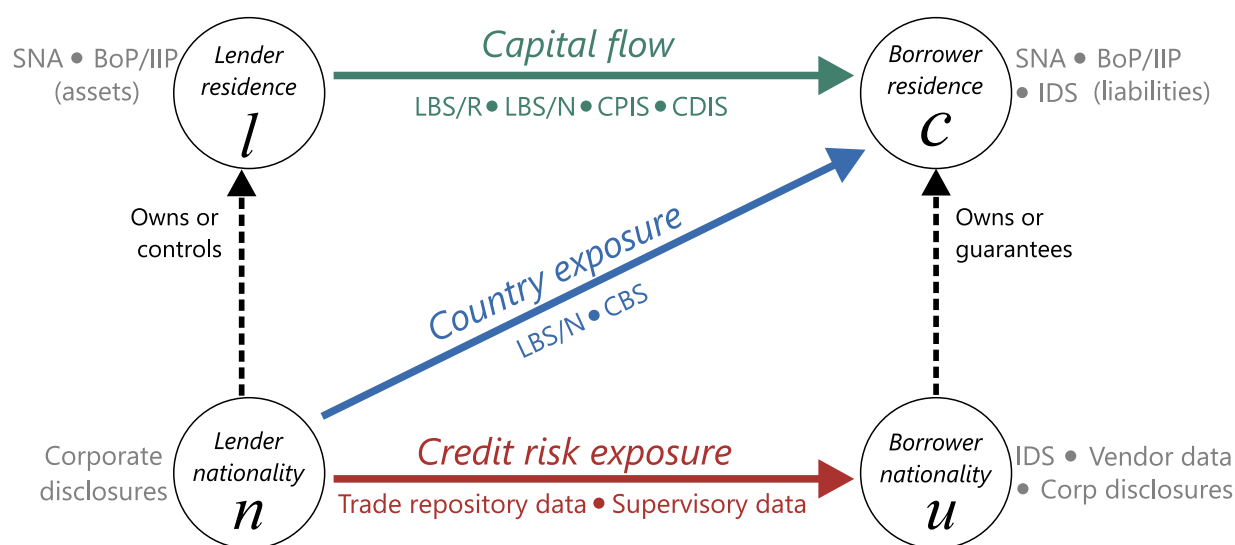 SNA • BoP/IIP
(assets)
Lender
residence
l
Capital flow
LBS/R • LBS/N • CPIS • CDIS
Borrower
residence
c
SNA • BoP/IIP
• IDS (liabilities)
Owns or
controls
Country exposure
LBS/N • CBS
Owns or
guarantees
Corporate
disclosures
Lender
nationality
n
Credit risk exposure
Trade repository data • Supervisory data
Borrower
nationality
u
IDS • Vendor data
• Corp disclosures